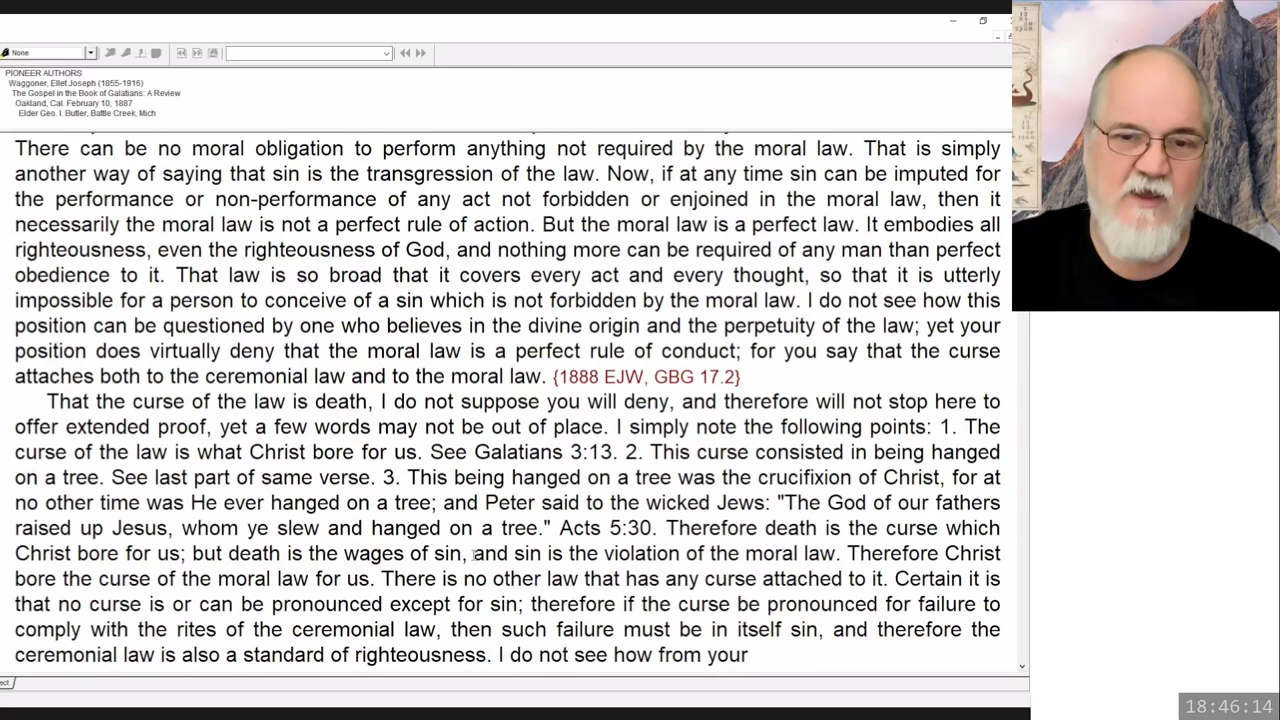 None
PIONEER AUTHORS
Waggoner, Ellet Joseph (1855-1916)
The Gospel in the Book of Galatians: A Review
Oakland, Cal. February 10, 1887
Elder Geo. I. Butler, Battle Creek, Mich
There can be no moral obligation to perform anything not required by the moral law. That is simply
another way of saying that sin is the transgression of the law. Now, if at any time sin can be imputed for
the performance or non-performance of any act not forbidden or enjoined in the moral law, then it
necessarily the moral law is not a perfect rule of action. But the moral law is a perfect law. It embodies all
righteousness, even the righteousness of God, and nothing more can be required of any man than perfect
obedience to it. That law is so broad that it covers every act and every thought, so that it is utterly
impossible for a person to conceive of a sin which is not forbidden by the moral law. I do not see how this
position can be questioned by one who believes in the divine origin and the perpetuity of the law; yet your
position does virtually deny that the moral law is a perfect rule of conduct; for you say that the curse
attaches both to the ceremonial law and to the moral law. {1888 EJW, GBG 17.2}
That the curse of the law is death, I do not suppose you will deny, and therefore will not stop here to
offer extended proof, yet a few words may not be out of place. I simply note the following points: 1. The
curse of the law is what Christ bore for us. See Galatians 3:13. 2. This curse consisted in being hanged
on a tree. See last part of same verse. 3. This being hanged on a tree was the crucifixion of Christ, for at
no other time was He ever hanged on a tree; and Peter said to the wicked Jews: "The God of our fathers
raised up Jesus, whom ye slew and hanged on a tree." Acts 5:30. Therefore death is the curse which
Christ bore for us; but death is the wages of sin, and sin is the violation of the moral law. Therefore Christ
bore the curse of the moral law for us. There is no other law that has any curse attached to it. Certain it is
that no curse is or can be pronounced except for sin; therefore if the curse be pronounced for failure to
comply with the rites of the ceremonial law, then such failure must be in itself sin, and therefore the
ceremonial law is also a standard of righteousness. I do not see how from your
ect
18:46:14